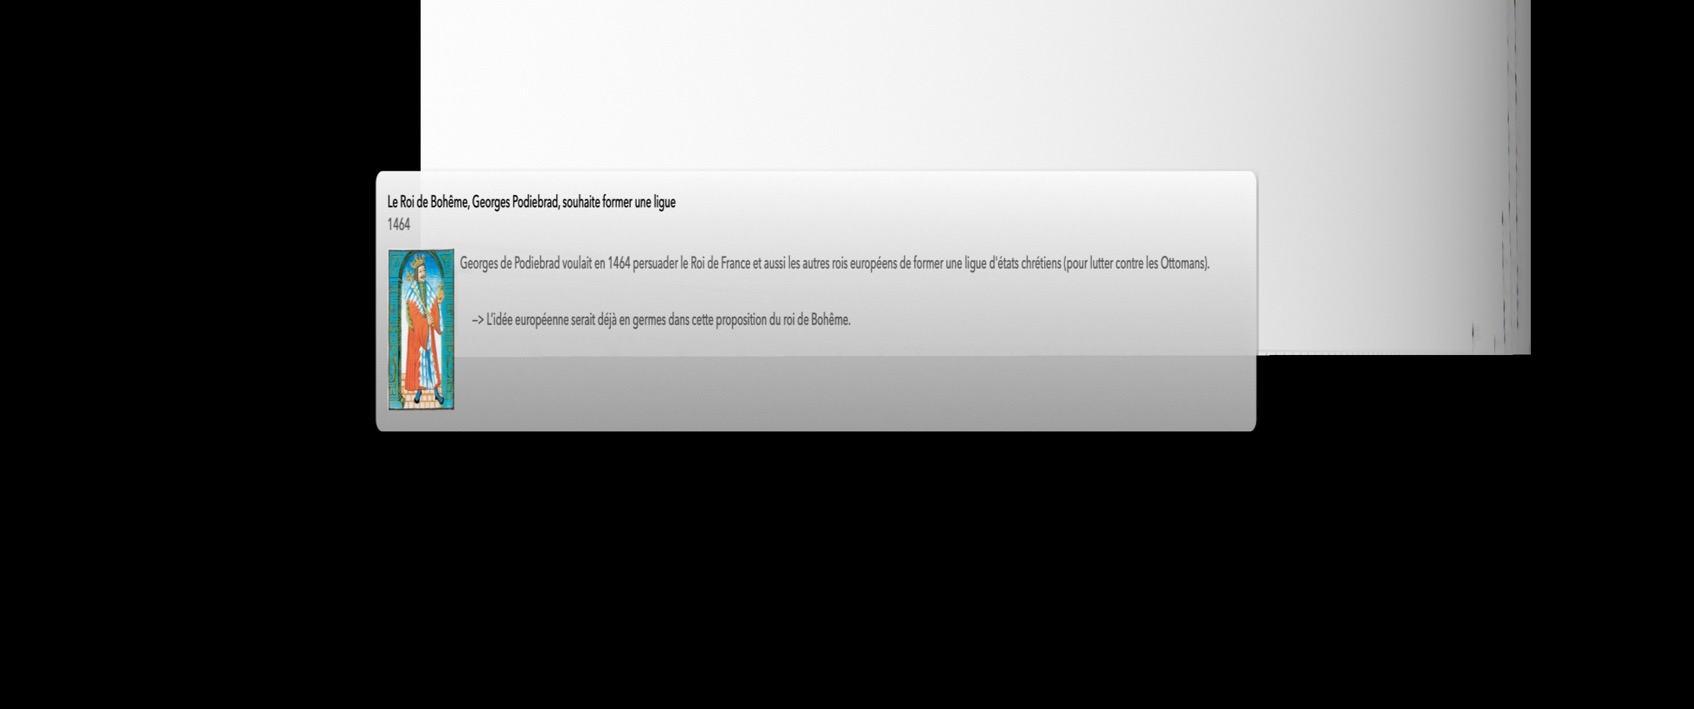 Le Roi de Bohême, Georges Podiebrad, souhaite former une ligue
1464
Georges de Podiebrad voulait en 1464 persuader le Roi de France et aussi les autres rois européens de former une ligue d'états chrétiens (pour lutter contre les Ottomans).
–> L'idée européenne serait déjà en germes dans cette proposition du roi de Bohême.